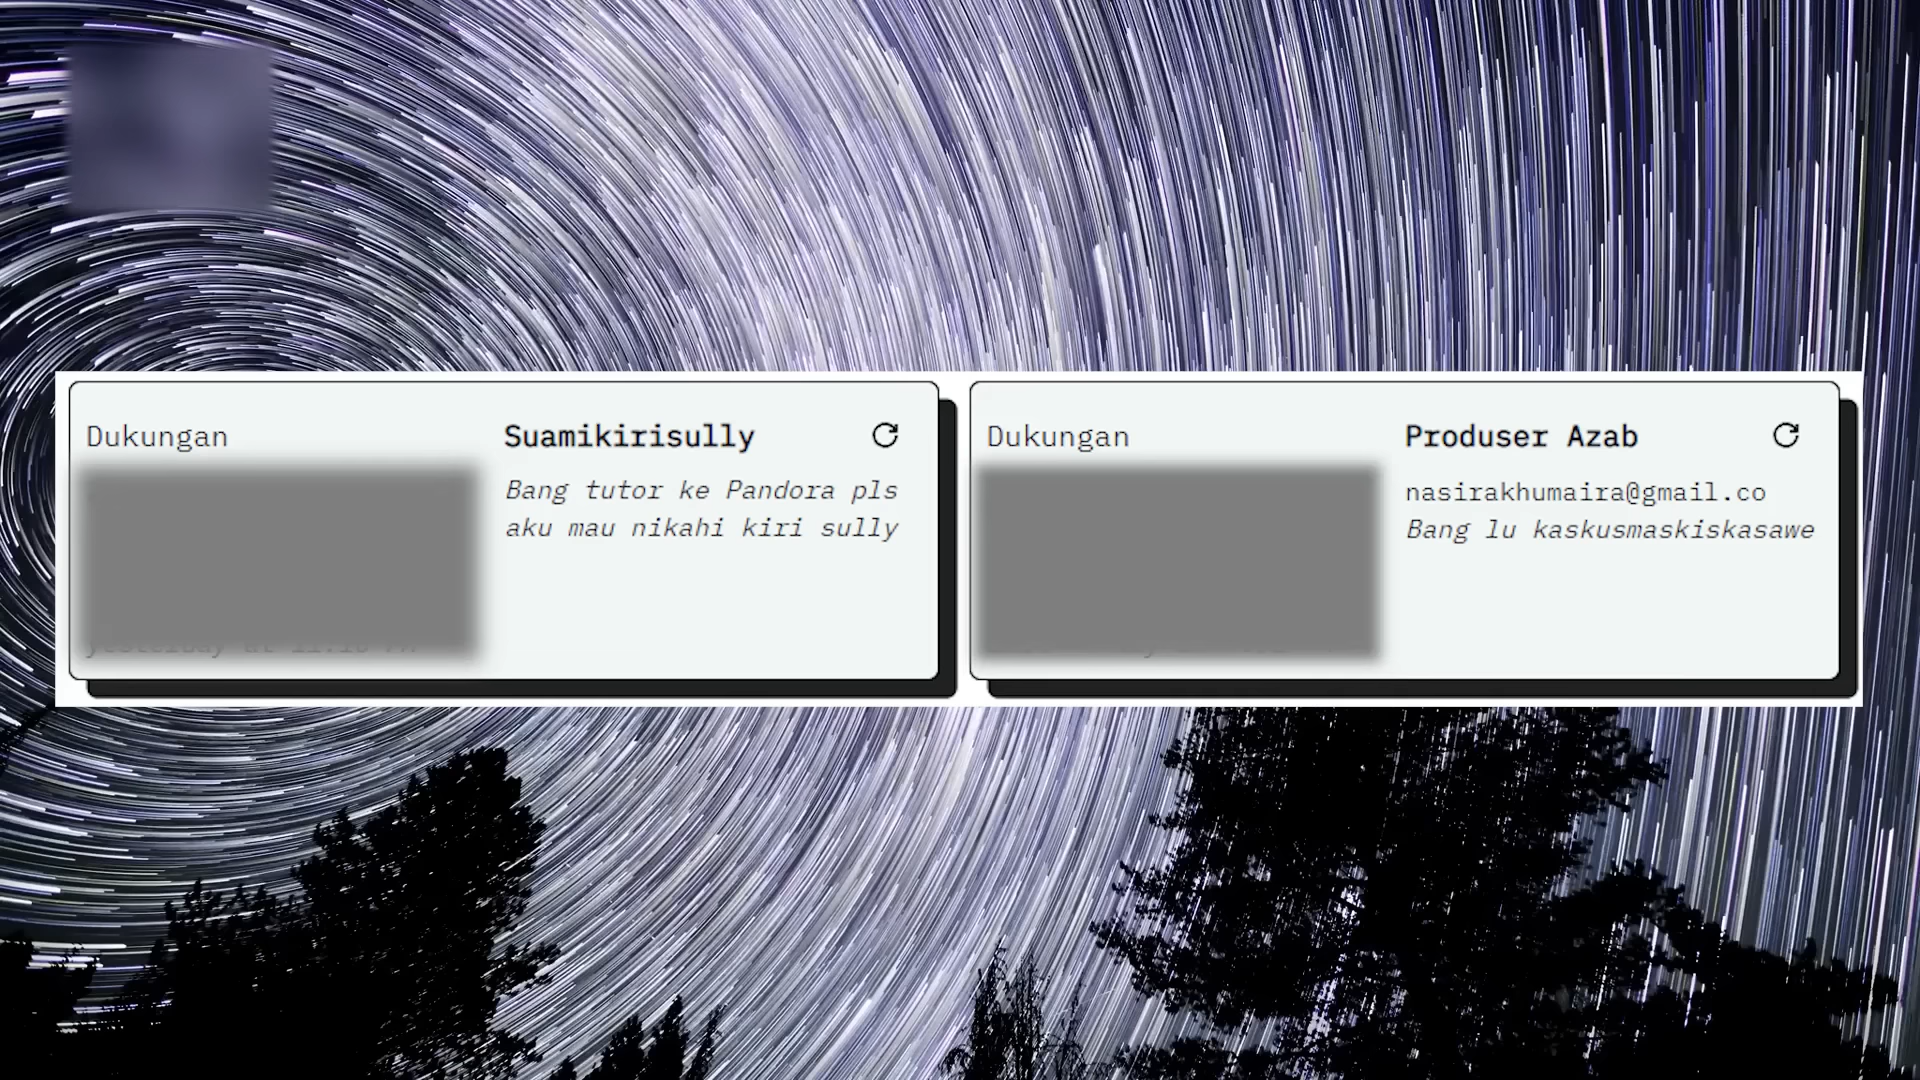 Dukungan
Suamikirisully
Bang tutor ke Pandora pls
aku mau nikahi kiri sully
Dukungan
Produser Azab
nasirakhumaira@gmail.co
Bang lu kaskusmaskiskasawe